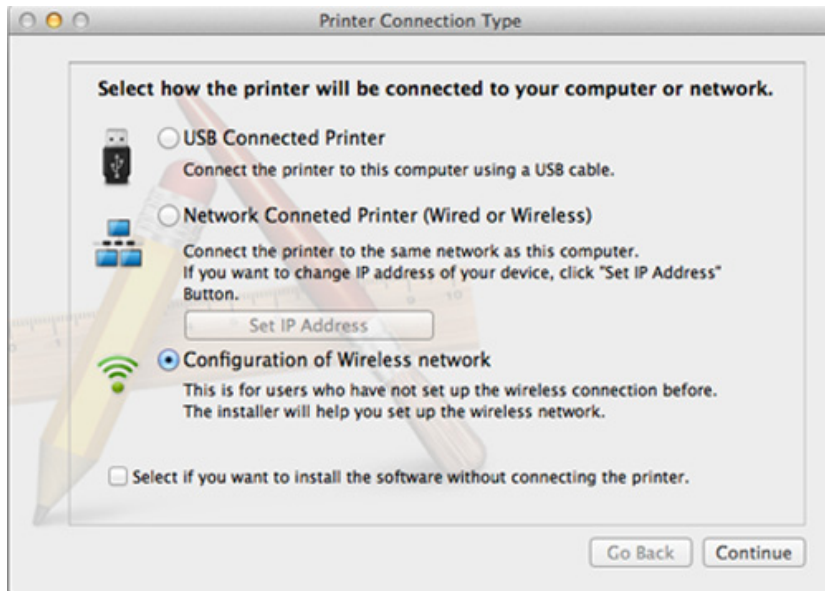 Printer Connection Type
Select how the printer will be connected to your computer or network.
USB Connected Printer
Connect the printer to this computer using a USB cable.
Network Conneted Printer (Wired or Wireless)
Connect the printer to the same network as this computer.
If you want to change IP address of your device, click "Set IP Address"
Button.
Set IP Address
Configuration of Wireless network
This is for users who have not set up the wireless connection before.
The installer will help you set up the wireless network.
Select if you want to install the software without connecting the printer.
Go Back Continue